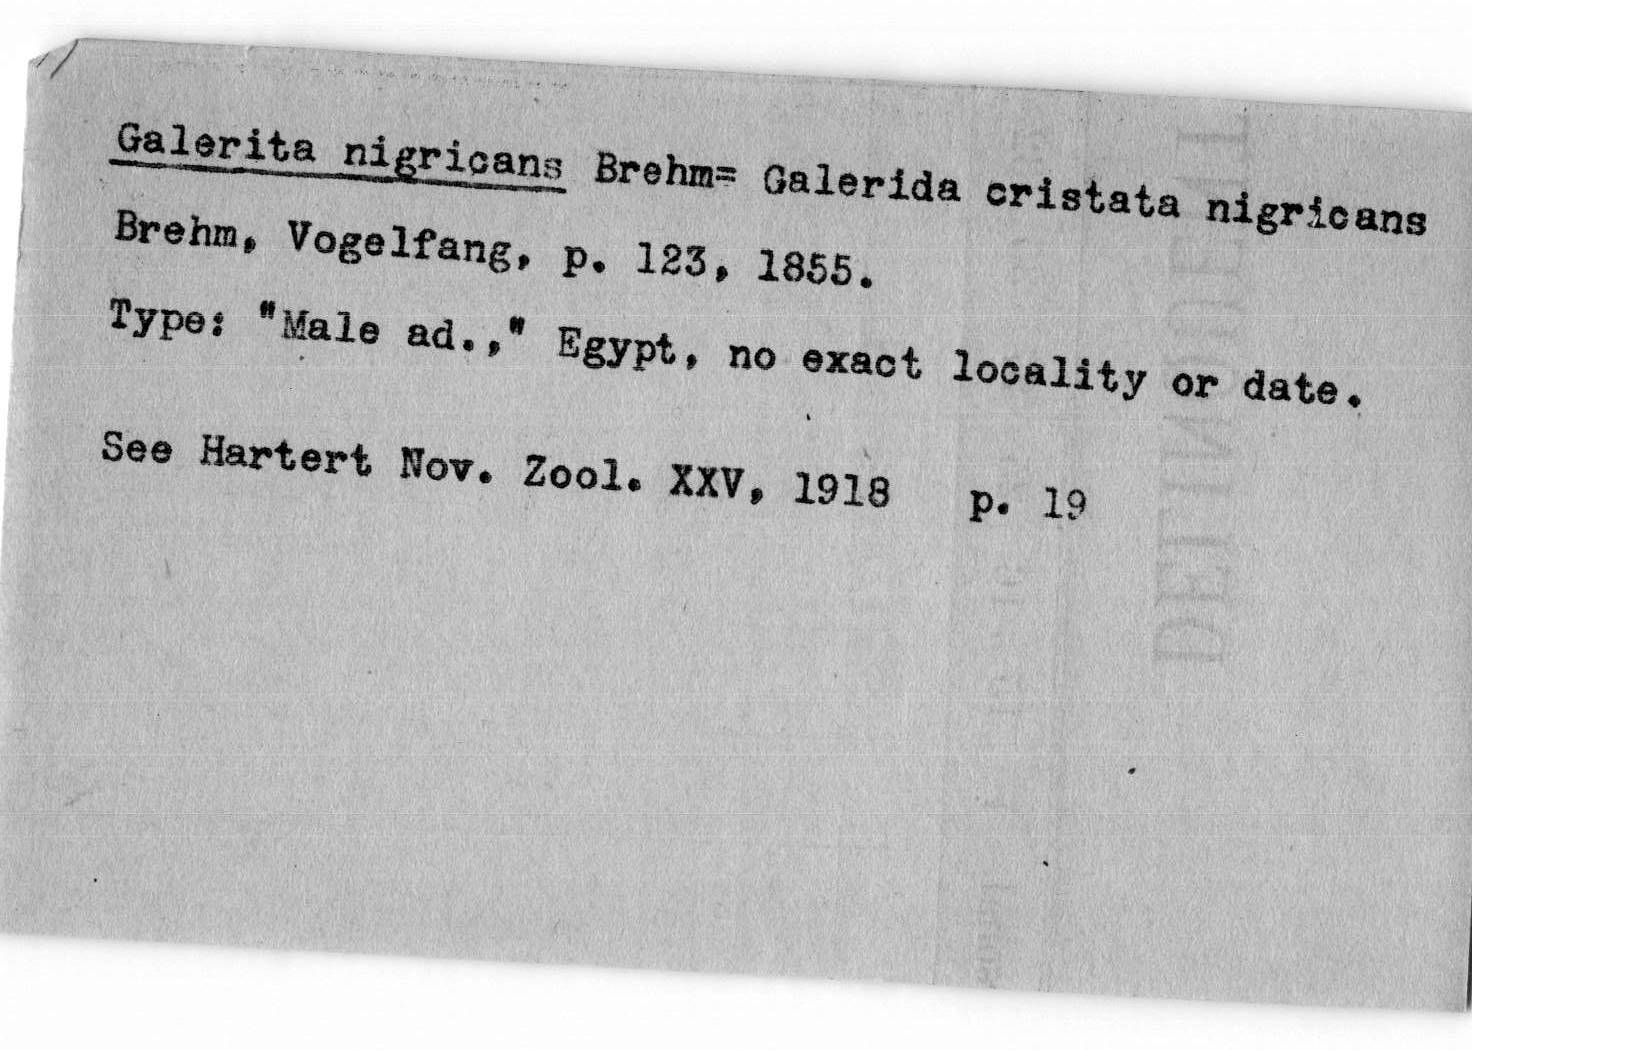 Galerita nigricans Brehm= Galerida cristata nigricans
Brehm, Vogelfang, p. 123, 1855.
Type: "Male ad.," Egypt, no exact locality or date.
See Hartert Nov. Zool. XXV, 1918 p. 19